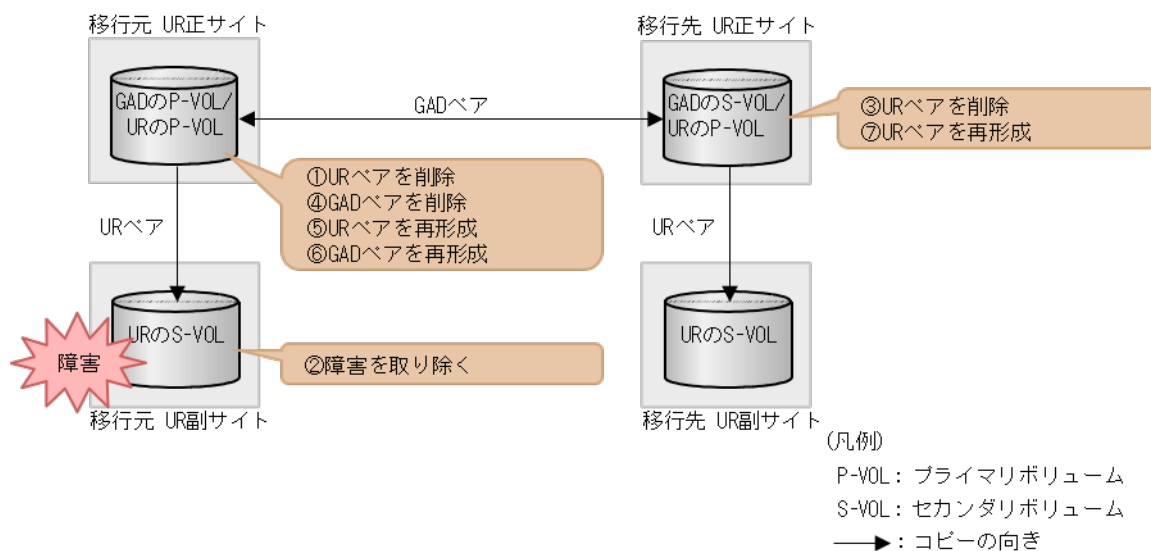 移行元 UR正サイト
移行先 UR正サイト
GADのP-VOL/
URのP-VOL
GADペア
GADのS-VOL/
URのP-VOL
③URペアを削除
⑦URペアを再形成
①URペアを削除
④GADペアを削除
⑤URペアを再形成
⑥GADペアを再形成
URペア
URペア
障害
URのS-VOL
②障害を取り除く
URのS-VOL
移行元 UR副サイト
移行先 UR副サイト
(凡例)
P-VOL: プライマリボリューム
S-VOL: セカンダリボリューム
: コピーの向き